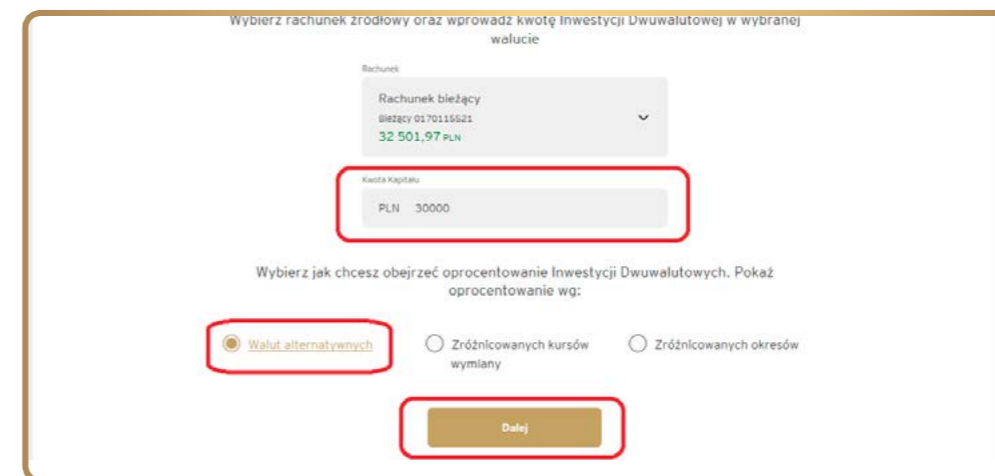 Wybierz rachunek źródłowy oraz wprowadź kwotę Inwestycji Dwuwalutowej w wybranej
walucie
Rachunek
Rachunek bieżący
Bieżący 0170115521
32 501,97 PLN
Kwota Kapitału
PLN 30000
Wybierz jak chcesz obejrzeć oprocentowanie Inwestycji Dwuwalutowych. Pokaż
oprocentowanie wg:
Walut alternatywnych
Zróżnicowanych kursów
wymiany
Zróżnicowanych okresów
Dalej